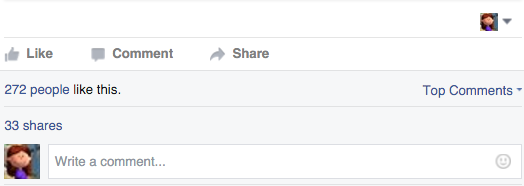 Like Comment Share
272 people like this. Top Comments
33 shares
Write a comment...